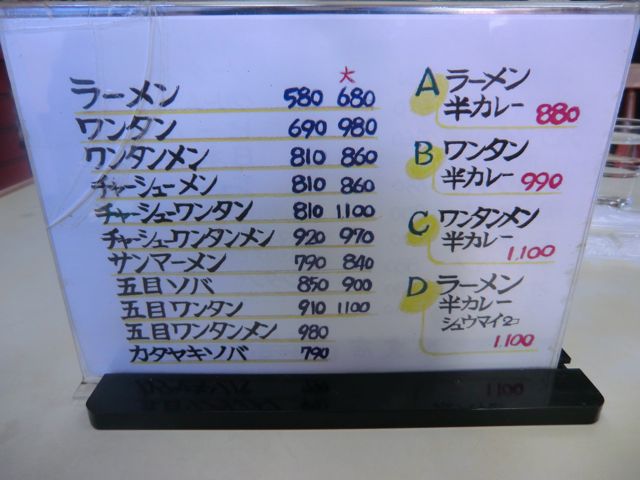 大
ラーメン 580 680
ワンタン 690 980
ワンタンメン 810 860
チャーシューメン 810 860
チャーシューワンタン 810 1,100
チャーシューワンタンメン 920 970
サンマーメン 790 840
五目ソバ 850 900
五目ワンタン 910 1100
五目ワンタンメン 980
カタヤキソバ 790
A ラーメン
半カレー 880
B ワンタン
半カレー 990
C ワンタンメン
半カレー
1,100
D ラーメン
半カレー
シュウマイ2コ
1.100